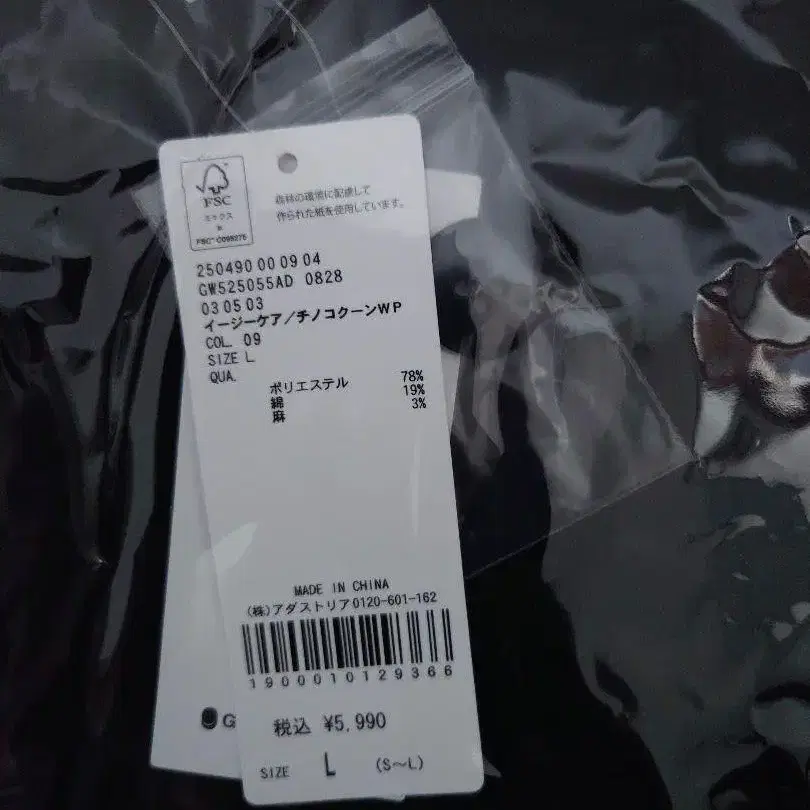 FSC
ミックス
紙
FSC™ C095275
森林の環境に配慮して
作られた紙を使用しています。
250490 00 09 04
GW525055AD 0828
03 05 03
イージーケア/チノコクーンWP
COL. 09
SIZE L
QUA.
ポリエステル 78%
綿 19%
麻 3%
MADE IN CHINA
(株)アダストリア0120-601-162
1900010129366
税込 ¥5,990
SIZE L (S～L)
G